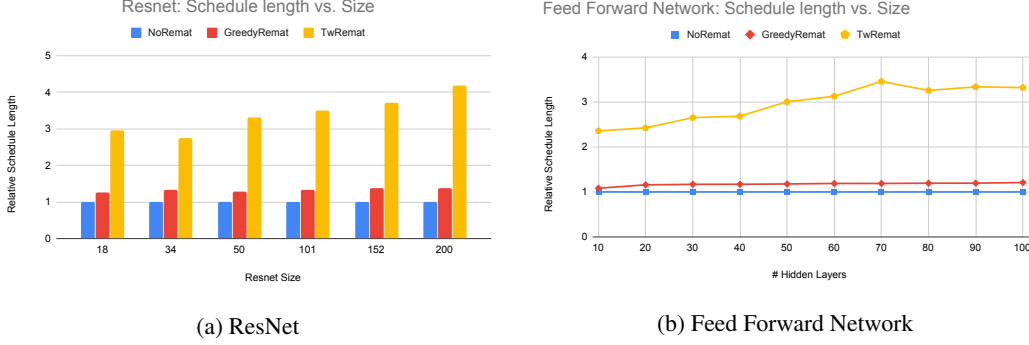 Resnet: Schedule length vs. Size
NoRemat GreedyRemat TwRemat
Relative Schedule Length
5
4
3
2
1
0
18 34 50 101 152 200
Resnet Size
(a) ResNet
Feed Forward Network: Schedule length vs. Size
NoRemat GreedyRemat TwRemat
Relative Schedule Length
4
3
2
1
0
10 20 30 40 50 60 70 80 90 100
# Hidden Layers
(b) Feed Forward Network